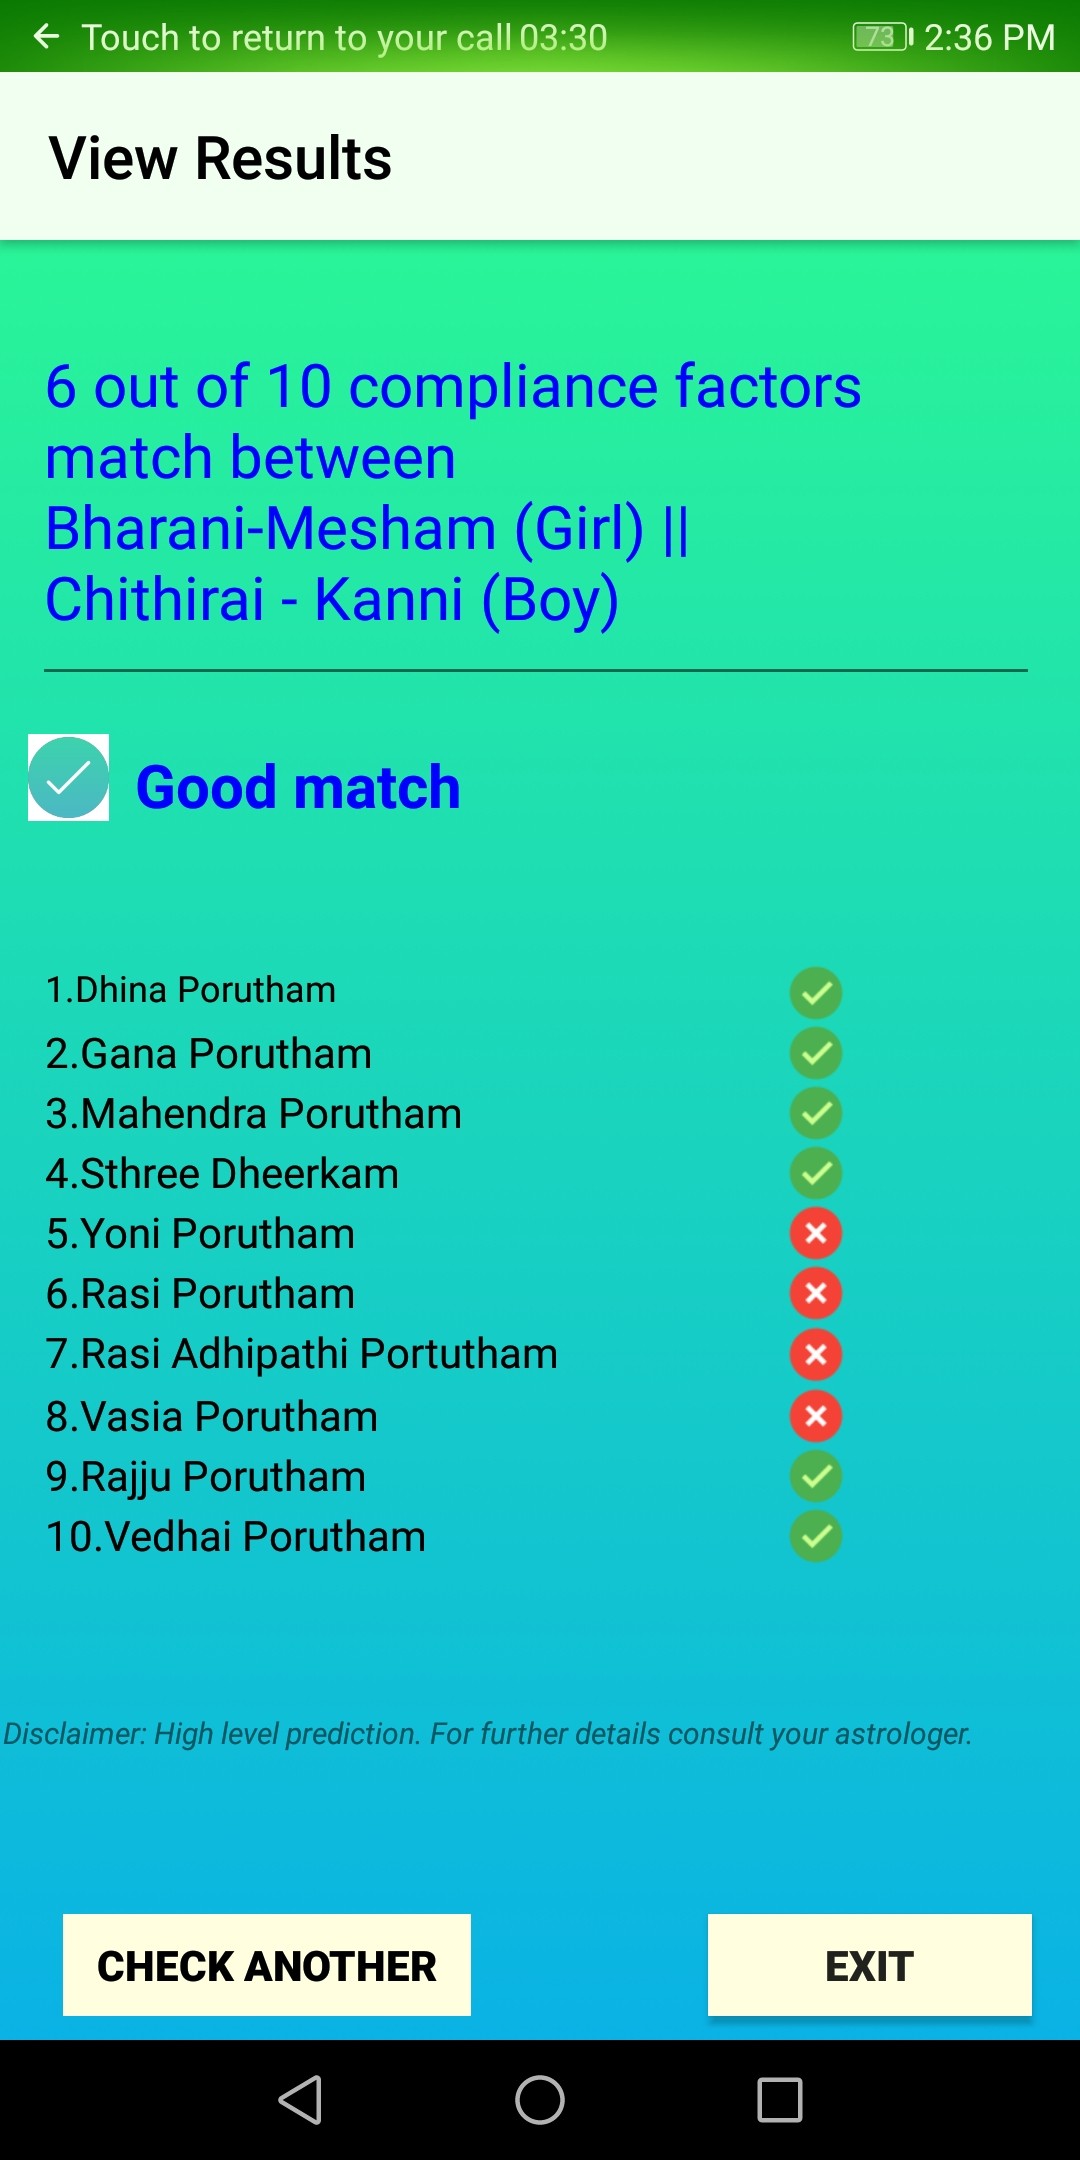 Touch to return to your call 03:30 73 2:36 PM
View Results
6 out of 10 compliance factors
match between
Bharani-Mesham (Girl) ||
Chithirai - Kanni (Boy)
Good match
1.Dhina Porutham
2.Gana Porutham
3.Mahendra Porutham
4.Sthree Dheerkam
5.Yoni Porutham
6.Rasi Porutham
7.Rasi Adhipathi Portutham
8.Vasia Porutham
9.Rajju Porutham
10.Vedhai Porutham
Disclaimer: High level prediction. For further details consult your astrologer.
CHECK ANOTHER EXIT